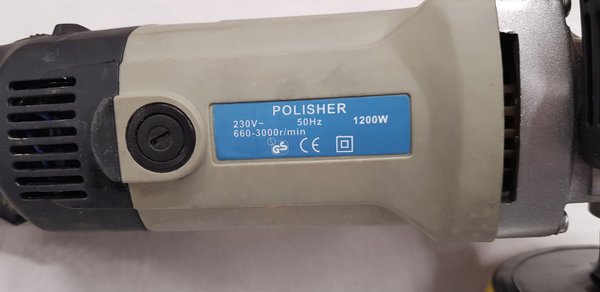 POLISHER
230V~ 50Hz 1200W
660-3000r/min
S GS CE